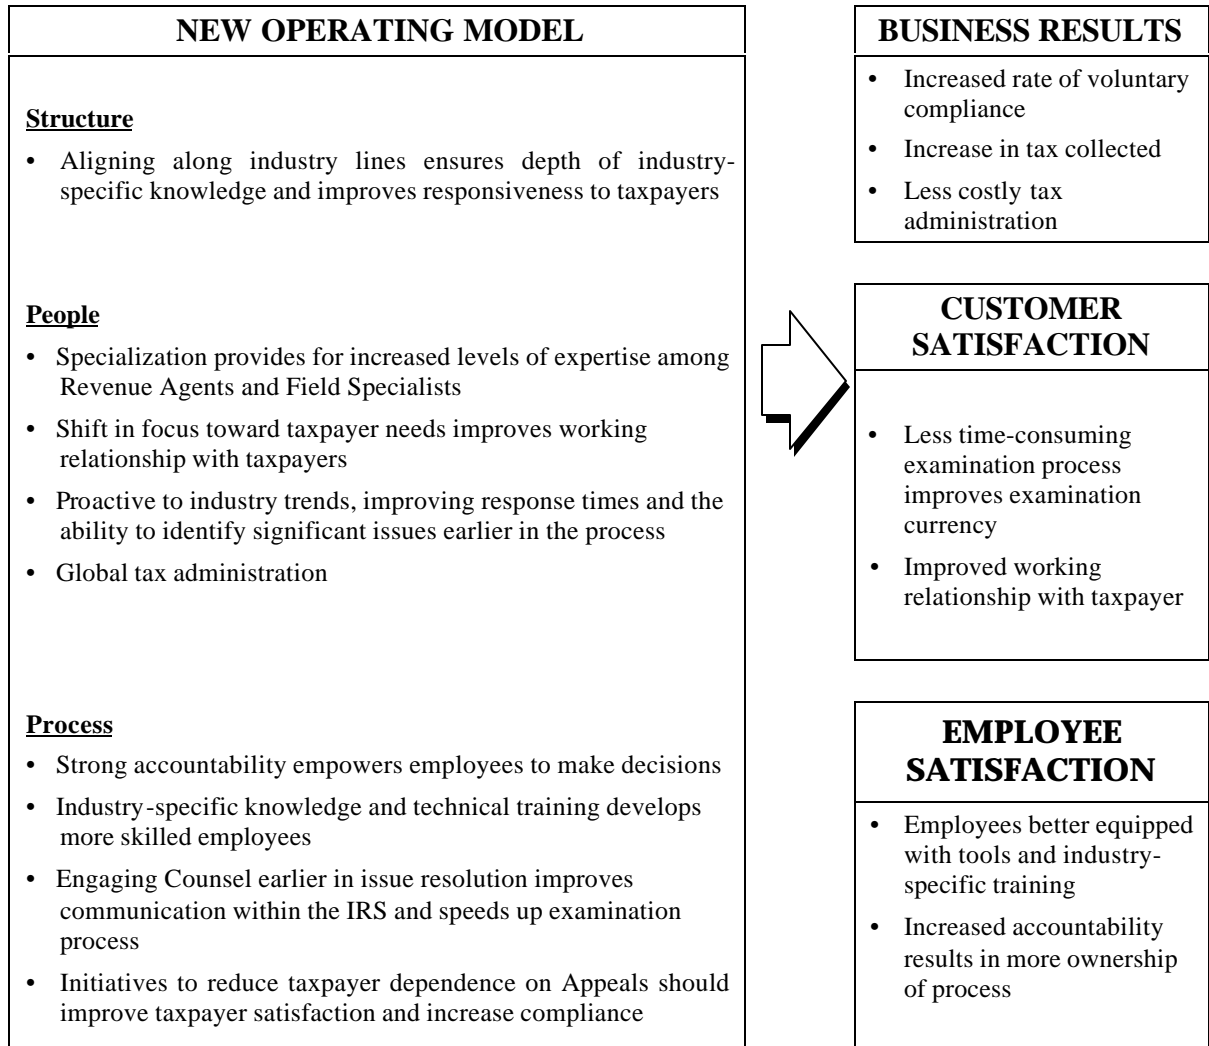 NEW OPERATING MODEL
Structure
• Aligning along industry lines ensures depth of industry-
specific knowledge and improves responsiveness to taxpayers
People
• Specialization provides for increased levels of expertise among
Revenue Agents and Field Specialists
• Shift in focus toward taxpayer needs improves working
relationship with taxpayers
• Proactive to industry trends, improving response times and the
ability to identify significant issues earlier in the process
• Global tax administration
Process
• Strong accountability empowers employees to make decisions
• Industry-specific knowledge and technical training develops
more skilled employees
• Engaging Counsel earlier in issue resolution improves
communication within the IRS and speeds up examination
process
• Initiatives to reduce taxpayer dependence on Appeals should
improve taxpayer satisfaction and increase compliance
BUSINESS RESULTS
• Increased rate of voluntary
compliance
• Increase in tax collected
• Less costly tax
administration
CUSTOMER
SATISFACTION
• Less time-consuming
examination process
improves examination
currency
• Improved working
relationship with taxpayer
EMPLOYEE
SATISFACTION
• Employees better equipped
with tools and industry-
specific training
• Increased accountability
results in more ownership
of process